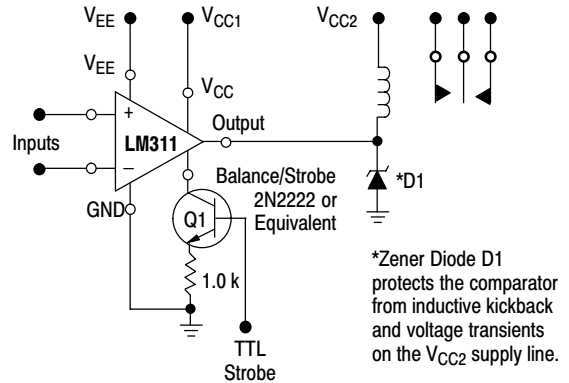 VEE
VCC1
VCC2
VEE
VCC
Inputs
+
LM311
–
Output
GND
Balance/Strobe
2N2222 or
Equivalent
Q1
1.0 k
TTL
Strobe
*D1
*Zener Diode D1
protects the comparator
from inductive kickback
and voltage transients
on the VCC2 supply line.